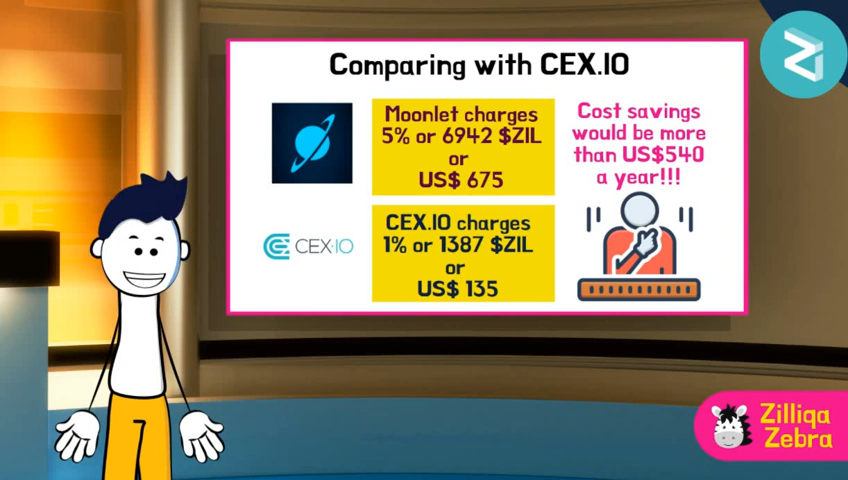 Comparing with CEX.IO
Moonlet charges
5% or 6942 $ZIL
or
US$ 675
Cost savings
would be more
than US$540
a year!!!
CEX.IO charges
1% or 1387 $ZIL
or
US$ 135
CEX.IO
Zilliqa
Zebra